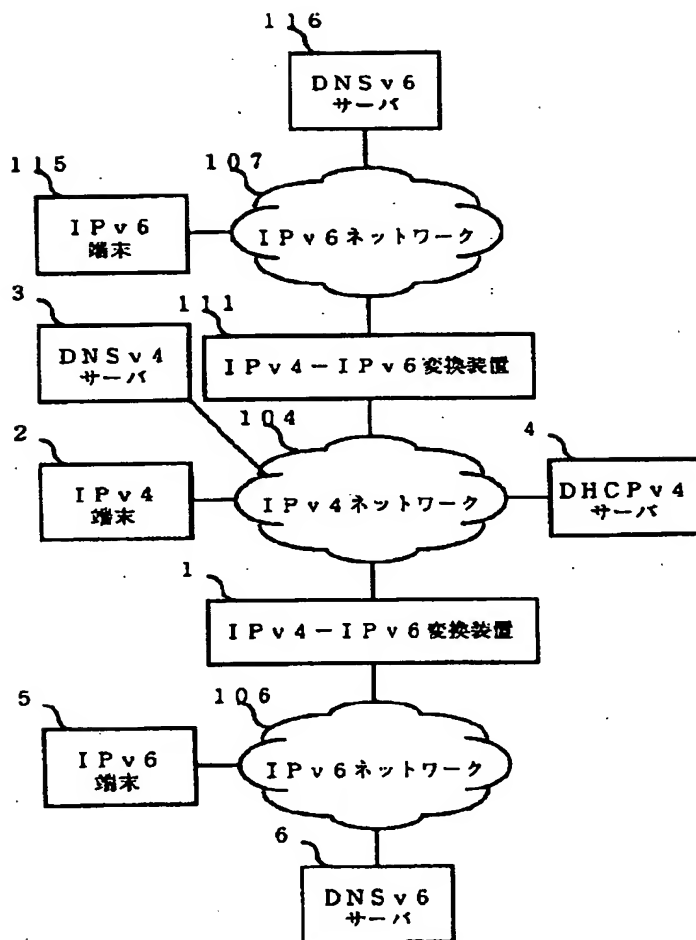 116
DNSv6
サーバ
107
115
IPv6
端末
IPv6ネットワーク
3
111
DNSv4
サーバ
IPv4-IPv6変換装置
104
2
4
IPv4
端末
IPv4ネットワーク
DHCPv4
サーバ
1
IPv4-IPv6変換装置
106
5
IPv6
端末
IPv6ネットワーク
6
DNSv6
サーバ